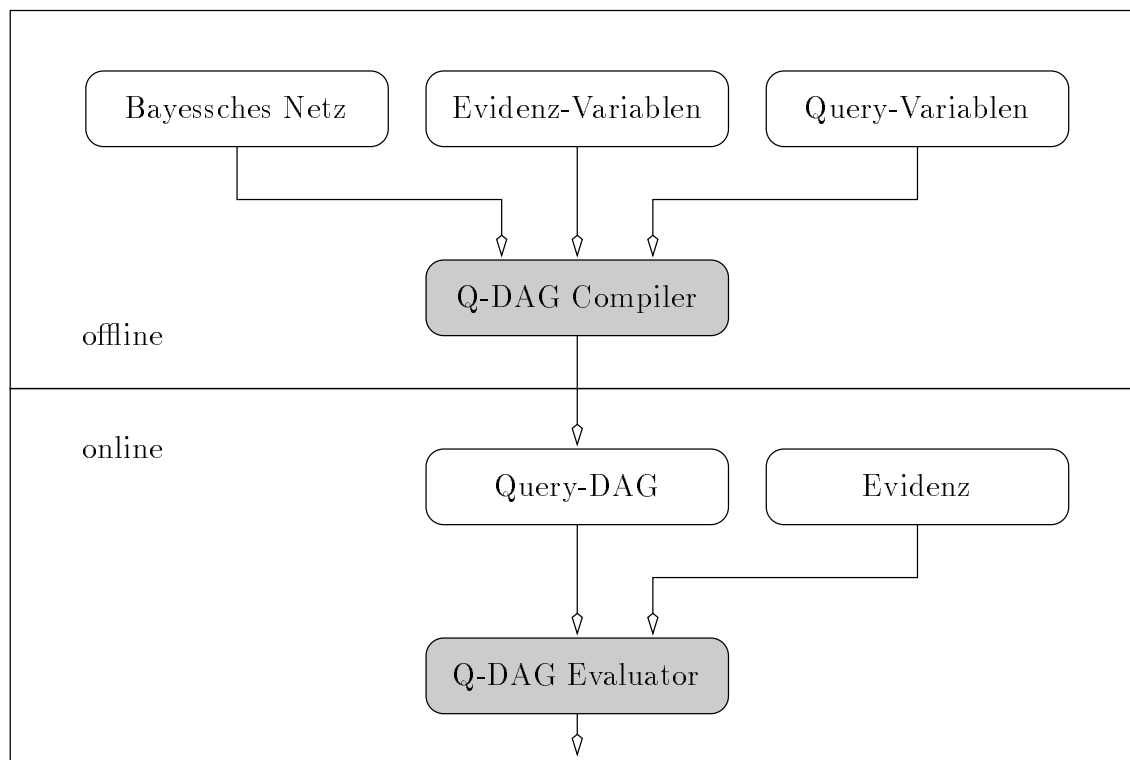 Bayessches Netz
Evidenz-Variablen
Query-Variablen
Q-DAG Compiler
offline
online
Query-DAG
Evidenz
Q-DAG Evaluator